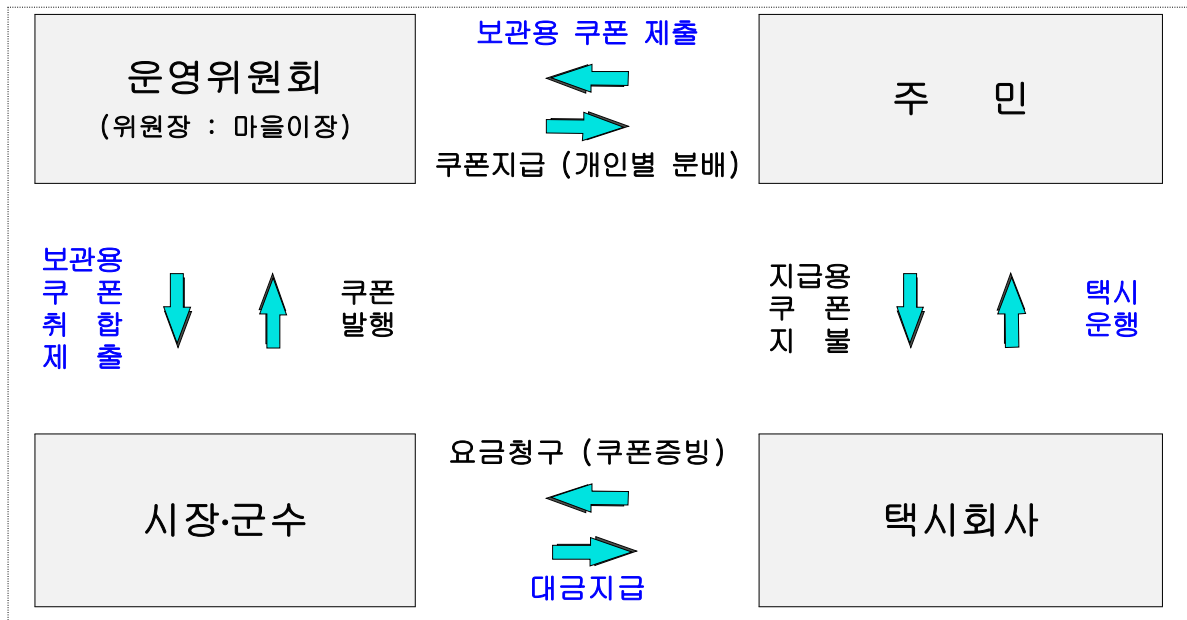 보관용 쿠폰 제출
운영위원회
(위원장 : 마을이장)
주 민
쿠폰지급 (개인별 분배)
보관용
쿠 폰
취 합
제 출
쿠폰
발행
지급용
쿠 폰
지 불
택시
운행
요금청구 (쿠폰증빙)
시장·군수
택시회사
대금지급